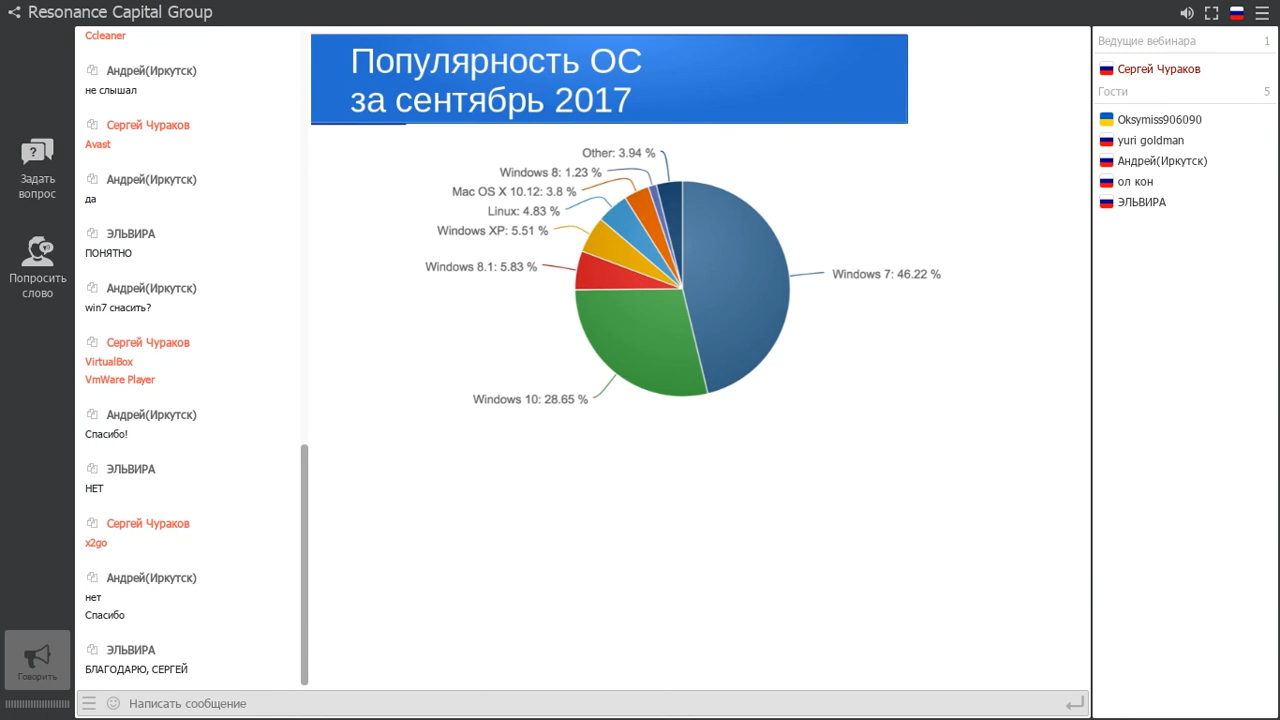 Resonance Capital Group
Задать
вопрос
Попросить
слово
Говорить
Ccleaner
Андрей(Иркутск)
не слышал
Сергей Чураков
Avast
Андрей(Иркутск)
да
ЭЛЬВИРА
ПОНЯТНО
Андрей(Иркутск)
win7 снасить?
Сергей Чураков
VirtualBox
VmWare Player
Андрей(Иркутск)
Спасибо!
ЭЛЬВИРА
НЕТ
Сергей Чураков
x2go
Андрей(Иркутск)
нет
Спасибо
ЭЛЬВИРА
БЛАГОДАРЮ, СЕРГЕЙ
Написать сообщение
Популярность ОС
за сентябрь 2017
Other: 3.94 %
Windows 8: 1.23 %
Mac OS X 10.12: 3.8 %
Linux: 4.83 %
Windows XP: 5.51 %
Windows 8.1: 5.83 %
Windows 7: 46.22 %
Windows 10: 28.65 %
Ведущие вебинара 1
Сергей Чураков
Гости 5
Oksymiss906090
yuri goldman
Андрей(Иркутск)
ол кон
ЭЛЬВИРА